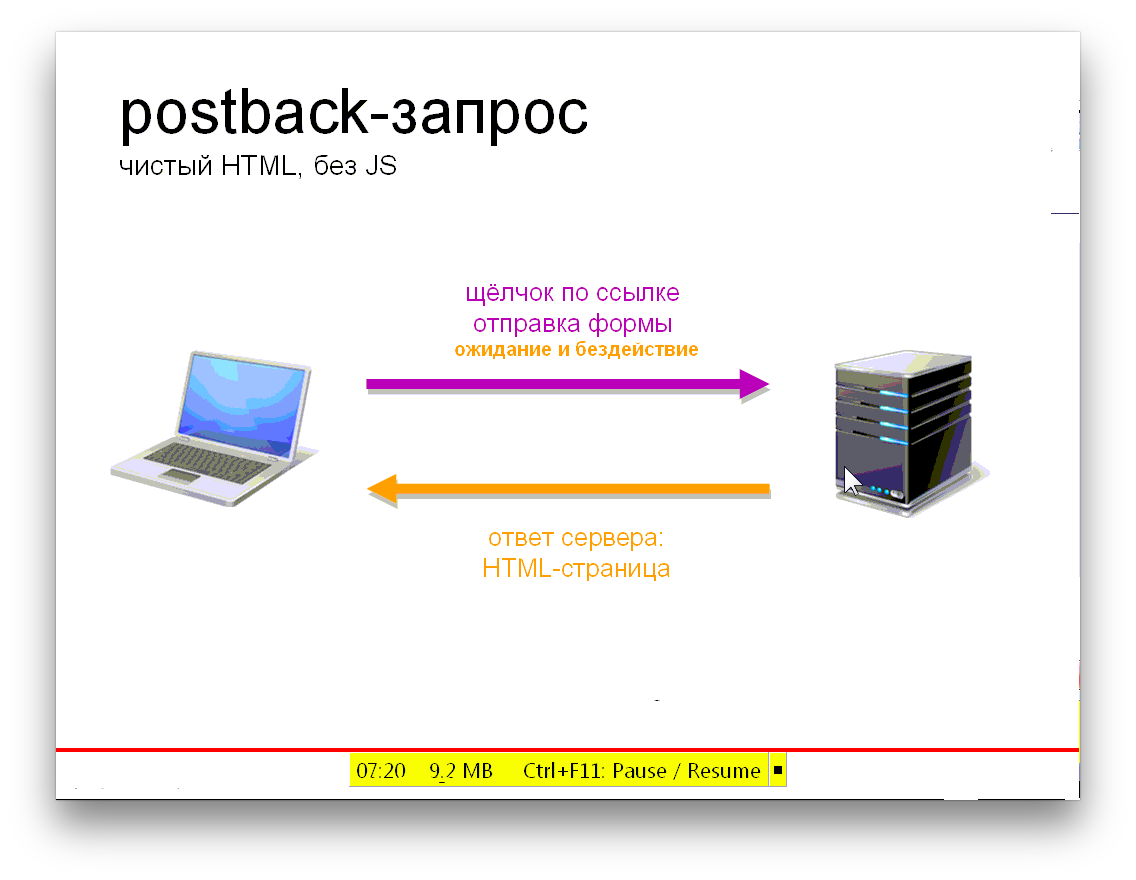 postback-запрос
чистый HTML, без JS
щёлчок по ссылке
отправка формы
ожидание и бездействие
ответ сервера:
HTML-страница
07:20 9.2 MB Ctrl+F11: Pause / Resume